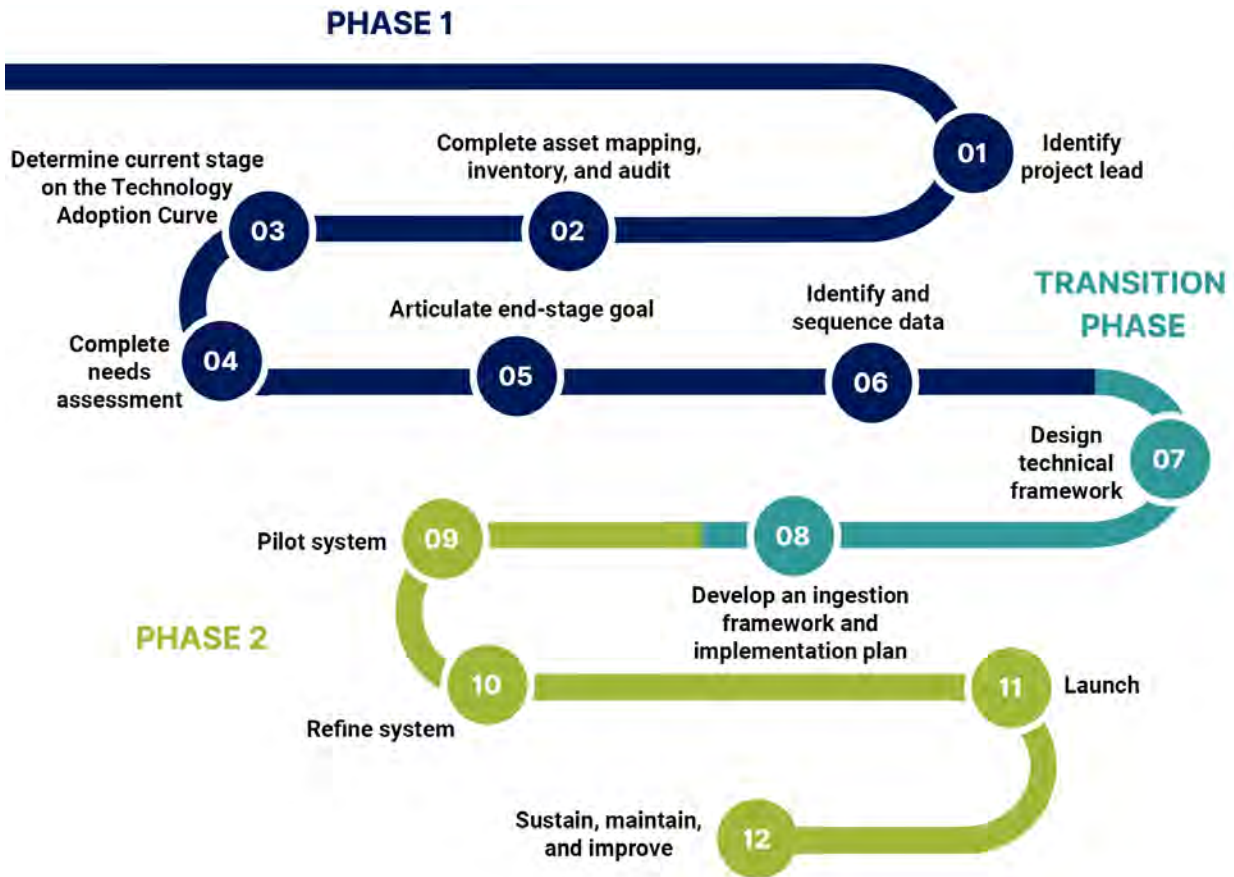 PHASE 1
01
Identify
project lead
Complete asset mapping,
inventory, and audit
02
Determine current stage
on the Technology
Adoption Curve
03
Complete
needs
assessment
04
Articulate end-stage goal
05
Identify and
sequence data
06
TRANSITION
PHASE
Design
technical
framework
07
08
Develop an ingestion
framework and
implementation plan
Pilot system
09
PHASE 2
10
Refine system
11
Launch
Sustain, maintain,
and improve
12